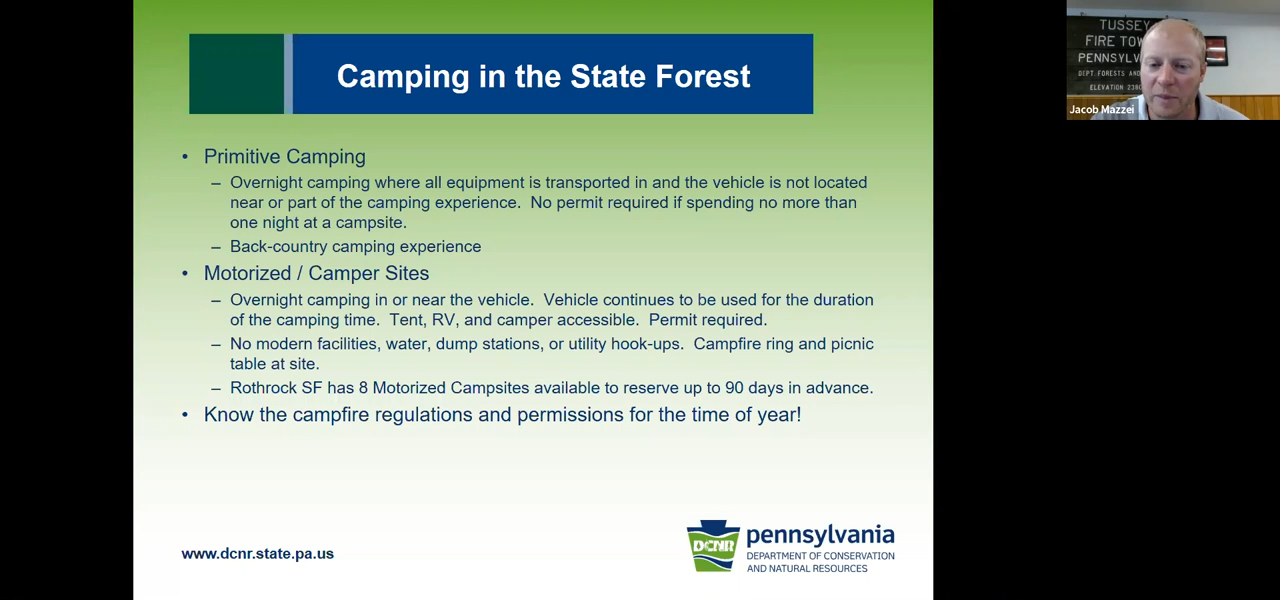 Camping in the State Forest
• Primitive Camping
– Overnight camping where all equipment is transported in and the vehicle is not located
near or part of the camping experience.  No permit required if spending no more than
one night at a campsite.
– Back-country camping experience
• Motorized / Camper Sites
– Overnight camping in or near the vehicle.  Vehicle continues to be used for the duration
of the camping time.  Tent, RV, and camper accessible.  Permit required.
– No modern facilities, water, dump stations, or utility hook-ups.  Campfire ring and picnic
table at site.
– Rothrock SF has 8 Motorized Campsites available to reserve up to 90 days in advance.
• Know the campfire regulations and permissions for the time of year!
www.dcnr.state.pa.us
DCNR
pennsylvania
DEPARTMENT OF CONSERVATION
AND NATURAL RESOURCES
TUSSEY
FIRE TOW
PENNSYLV
DEPT FORESTS AND
ELEVATION 2380
Jacob Mazzei